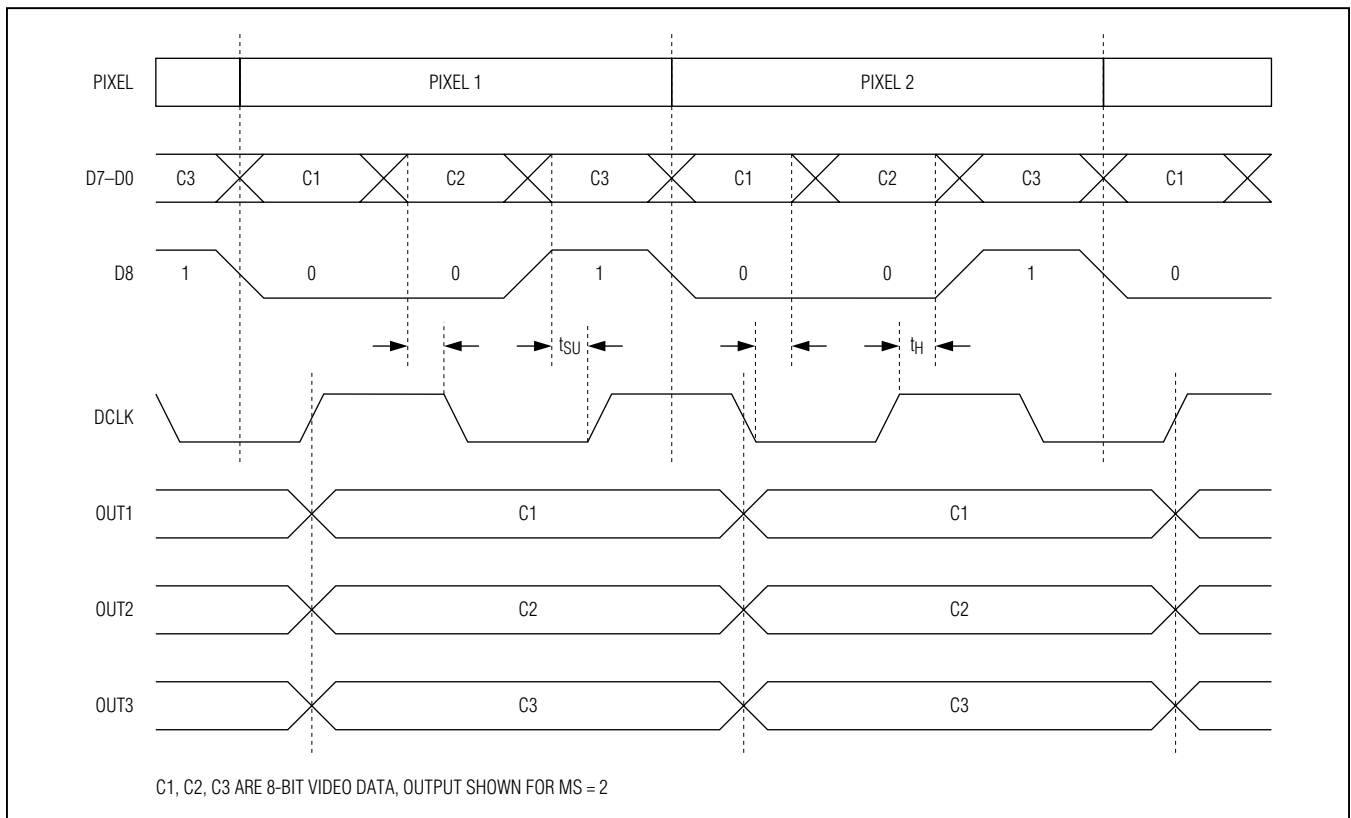 PIXEL PIXEL 1 PIXEL 2
D7–D0 C3 C1 C2 C3 C1 C2 C3 C1
D8 1 0 0 1 0 0 1 0
tSU tH
DCLK
OUT1 C1 C1
OUT2 C2 C2
OUT3 C3 C3
C1, C2, C3 ARE 8-BIT VIDEO DATA, OUTPUT SHOWN FOR MS = 2